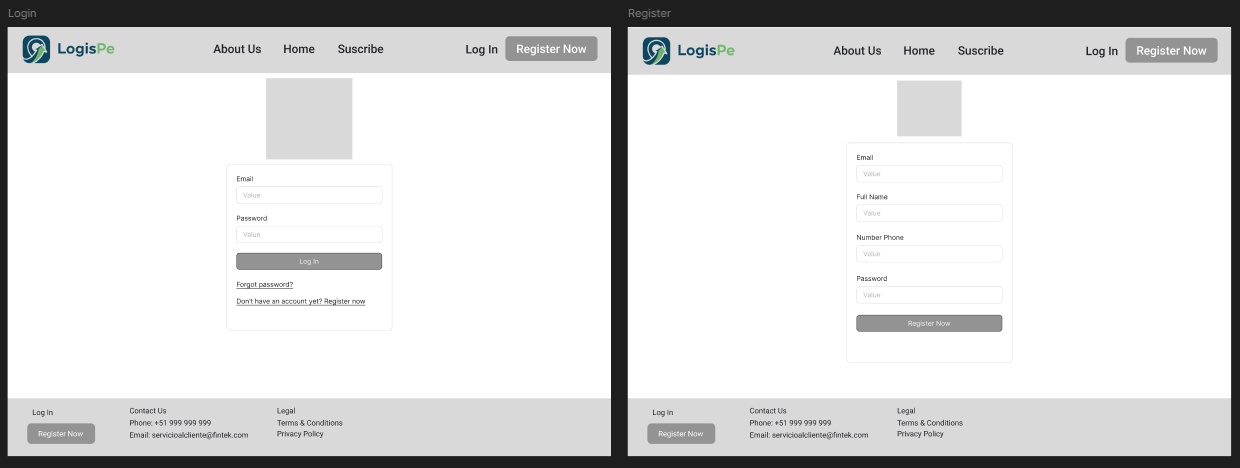 Login
LogisPe
About Us
Home
Suscribe
Log In
Register Now
Email
Value
Password
Value
Log In
Forgot password?
Don't have an account yet? Register now
Log In
Register Now
Contact Us
Phone: +51 999 999 999
Email: servicioalcliente@fintek.com
Legal
Terms & Conditions
Privacy Policy
Register
LogisPe
About Us
Home
Suscribe
Log In
Register Now
Email
Value
Full Name
Value
Number Phone
Value
Password
Value
Register Now
Log In
Register Now
Contact Us
Phone: +51 999 999 999
Email: servicioalcliente@fintek.com
Legal
Terms & Conditions
Privacy Policy